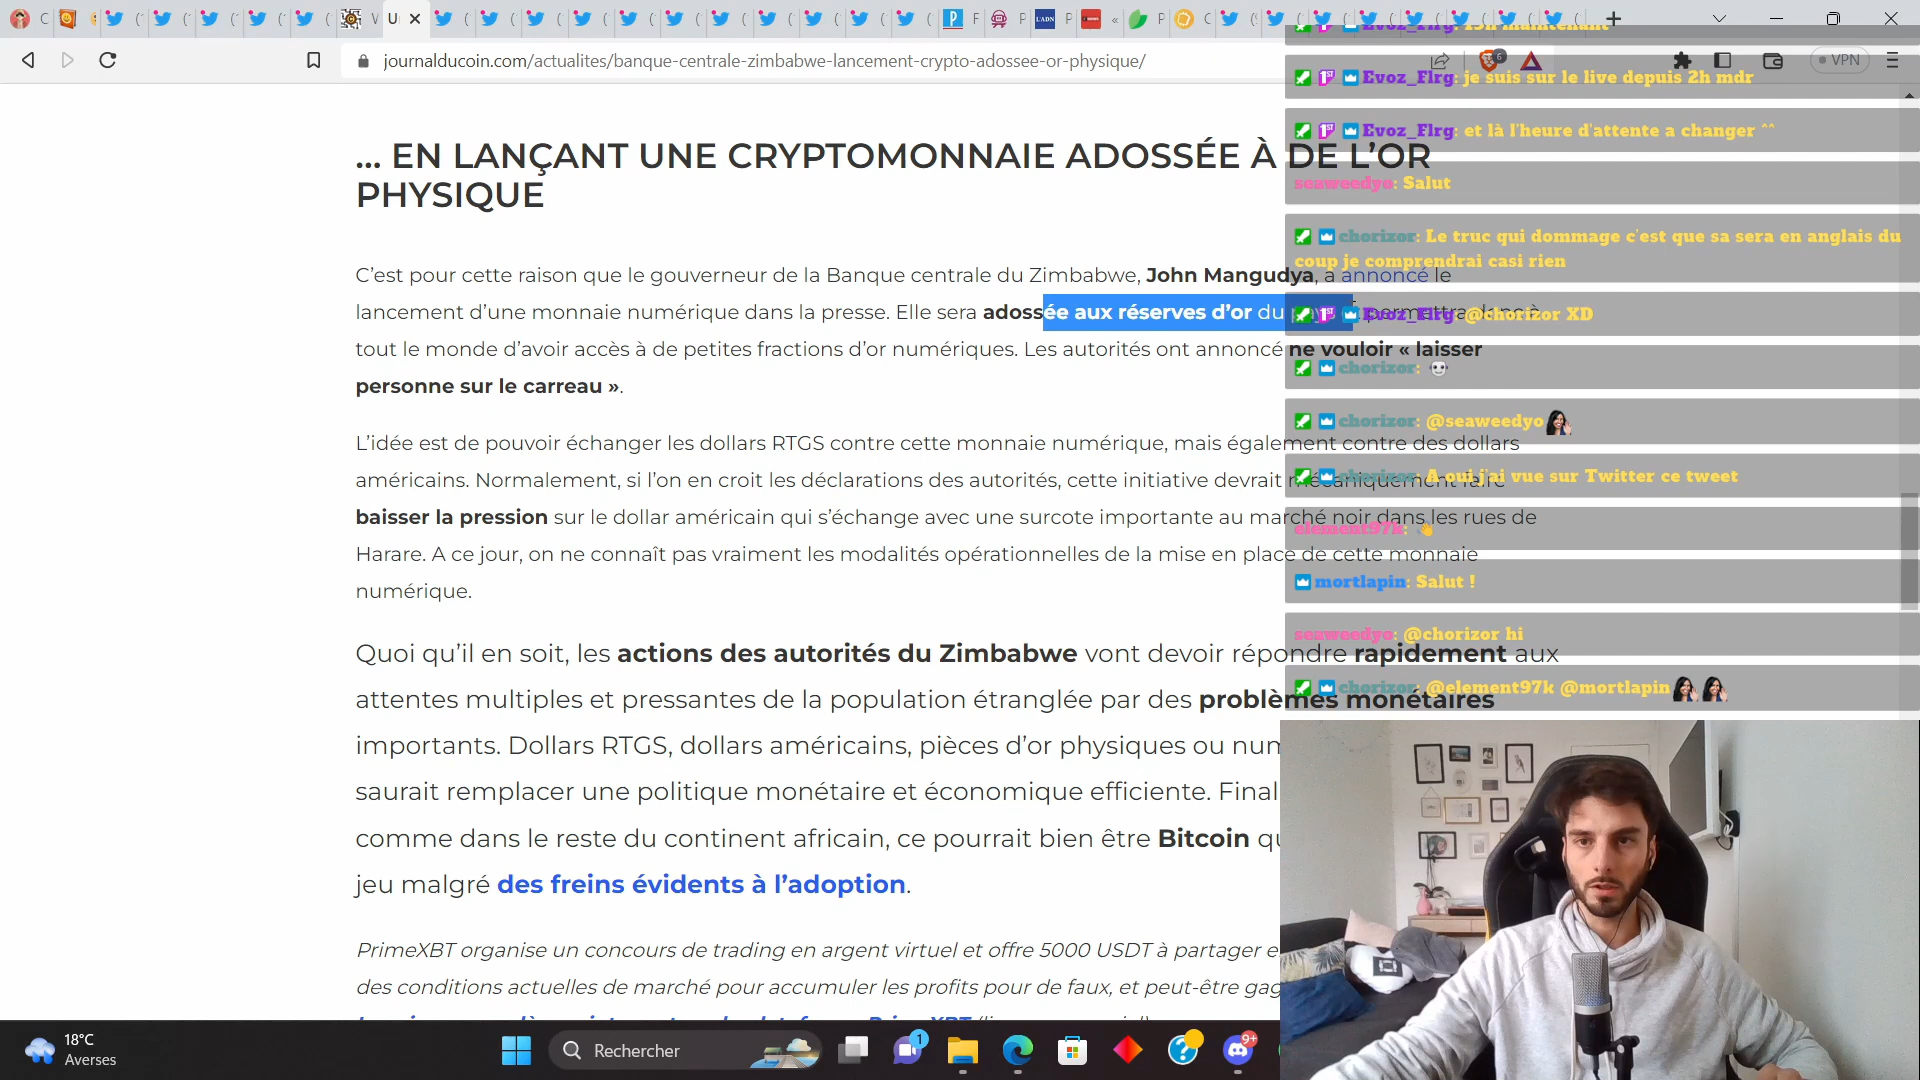 journalducoin.com/actualites/banque-centrale-zimbabwe-lancement-crypto-adossee-or-physique/
VPN
... EN LANÇANT UNE CRYPTOMONNAIE ADOSSÉE À DE L'OR
PHYSIQUE
C'est pour cette raison que le gouverneur de la Banque centrale du Zimbabwe, John Mangudya, a annoncé le
lancement d'une monnaie numérique dans la presse. Elle sera adossée aux réserves d'or du
tout le monde d'avoir accès à de petites fractions d'or numériques. Les autorités ont annoncé ne vouloir « laisser
personne sur le carreau ».
L'idée est de pouvoir échanger les dollars RTGS contre cette monnaie numérique, mais également contre des dollars
américains. Normalement, si l'on en croit les déclarations des autorités, cette initiative devrait mécaniquement faire
baisser la pression sur le dollar américain qui s'échange avec une surcote importante au marché noir dans les rues de
Harare. A ce jour, on ne connaît pas vraiment les modalités opérationnelles de la mise en place de cette monnaie
numérique.
Quoi qu'il en soit, les actions des autorités du Zimbabwe vont devoir répondre rapidement aux
attentes multiples et pressantes de la population étranglée par des problèmes monétaires
importants. Dollars RTGS, dollars américains, pièces d'or physiques ou num
saurait remplacer une politique monétaire et économique efficiente. Final
comme dans le reste du continent africain, ce pourrait bien être Bitcoin qu
jeu malgré des freins évidents à l'adoption.
PrimeXBT organise un concours de trading en argent virtuel et offre 5000 USDT à partager e
des conditions actuelles de marché pour accumuler les profits pour de faux, et peut-être gag
Evoz_Flrg: 15h maintenant
Evoz_Flrg: je suis sur le live depuis 2h mdr
Evoz_Flrg: et là l'heure d'attente a changer ^^
seaweedyo: Salut
chorizor: Le truc qui dommage c'est que sa sera en anglais du
coup je comprendrai casi rien
Evoz_Flrg: @chorizor XD
chorizor:
chorizor: @seaweedyo
chorizor: A oui j'ai vue sur Twitter ce tweet
element97k: 
mortlapin: Salut !
seaweedyo: @chorizor hi
chorizor: @element97k @mortlapin
18°C
Averses
Rechercher
1
9+